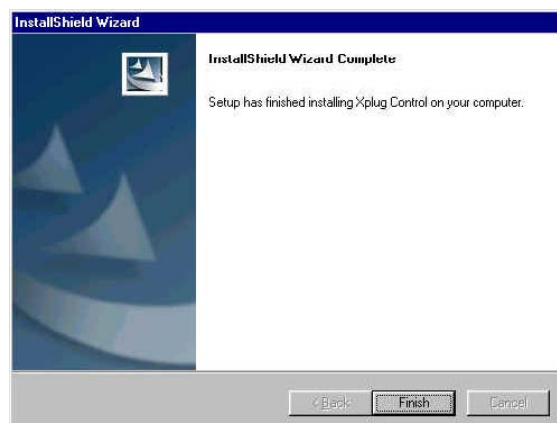 InstallShield Wizard
InstallShield Wizard Complete
Setup has finished installing Xplug Control on your computer.
< Back
Finish
Cancel